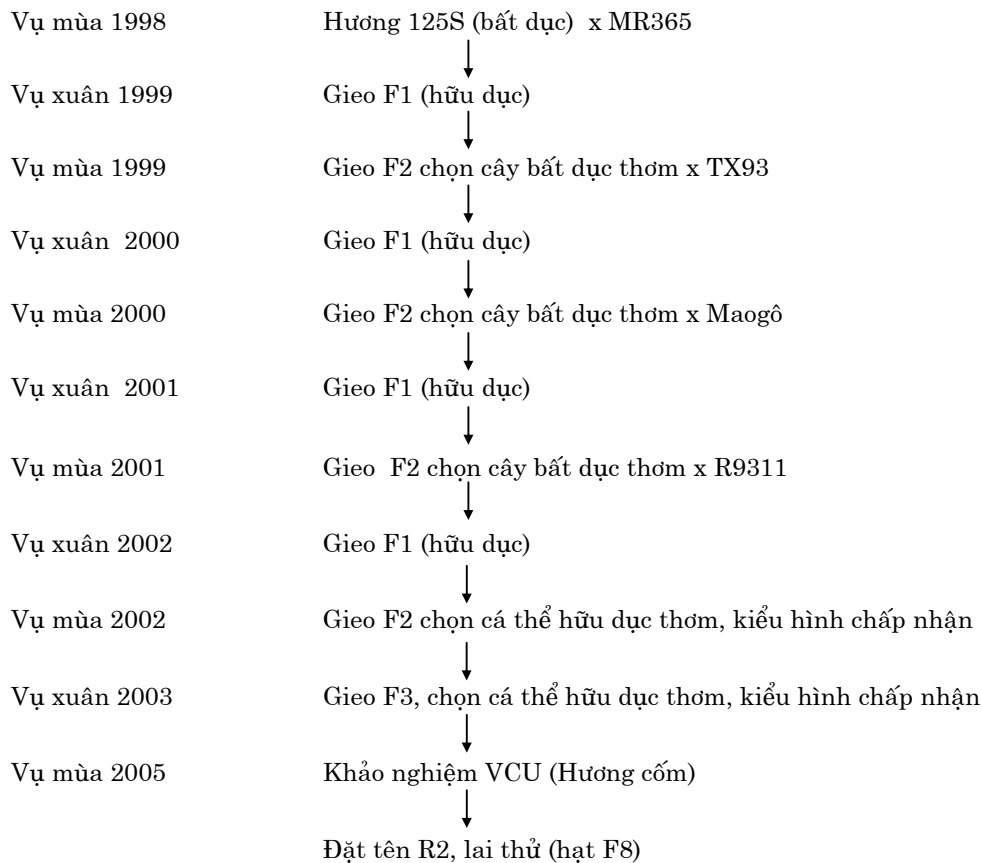 Vụ mùa 1998 Hương 125S (bất dục) x MR365
Vụ xuân 1999 Gieo F1 (hữu dục)
Vụ mùa 1999 Gieo F2 chọn cây bất dục thơm x TX93
Vụ xuân 2000 Gieo F1 (hữu dục)
Vụ mùa 2000 Gieo F2 chọn cây bất dục thơm x Maogô
Vụ xuân 2001 Gieo F1 (hữu dục)
Vụ mùa 2001 Gieo F2 chọn cây bất dục thơm x R9311
Vụ xuân 2002 Gieo F1 (hữu dục)
Vụ mùa 2002 Gieo F2 chọn cá thể hữu dục thơm, kiểu hình chấp nhận
Vụ xuân 2003 Gieo F3, chọn cá thể hữu dục thơm, kiểu hình chấp nhận
Vụ mùa 2005 Khảo nghiệm VCU (Hương cốm)
Đặt tên R2, lai thử (hạt F8)